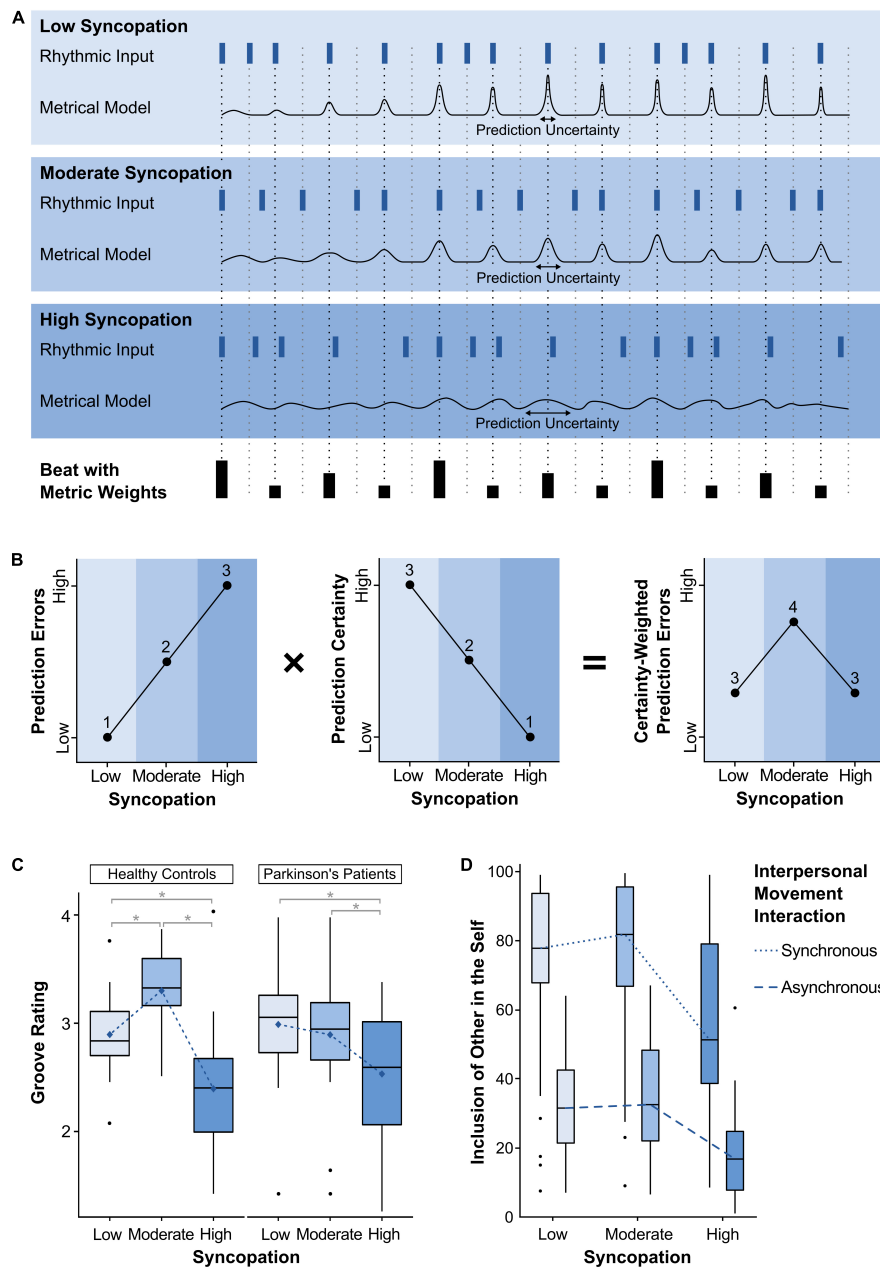 A
Low Syncopation
Rhythmic Input
Metrical Model
Prediction Uncertainty
Moderate Syncopation
Rhythmic Input
Metrical Model
Prediction Uncertainty
High Syncopation
Rhythmic Input
Metrical Model
Prediction Uncertainty
Beat with
Metric Weights
B
Prediction Errors
High
Low
1
2
3
Low Moderate High
Syncopation
×
Prediction Certainty
High
Low
3
2
1
Low Moderate High
Syncopation
=
Certainty-Weighted
Prediction Errors
High
Low
3
4
3
Low Moderate High
Syncopation
C
Healthy Controls
Parkinson's Patients
* * *
* *
Groove Rating
4
3
2
Low Moderate High
Low Moderate High
Syncopation
D
Inclusion of Other in the Self
100
80
60
40
20
0
Low Moderate High
Syncopation
Interpersonal
Movement
Interaction
Synchronous
Asynchronous